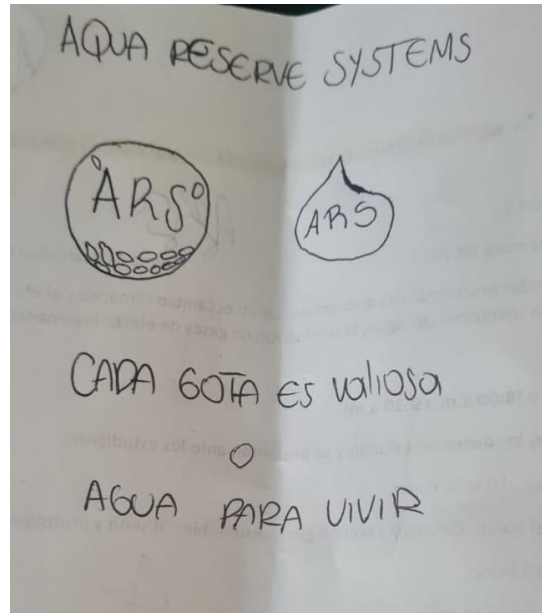 AQUA RESERVE SYSTEMS
ARS
ARS
CADA GOTA ES valiosa
O
AGUA PARA VIVIR